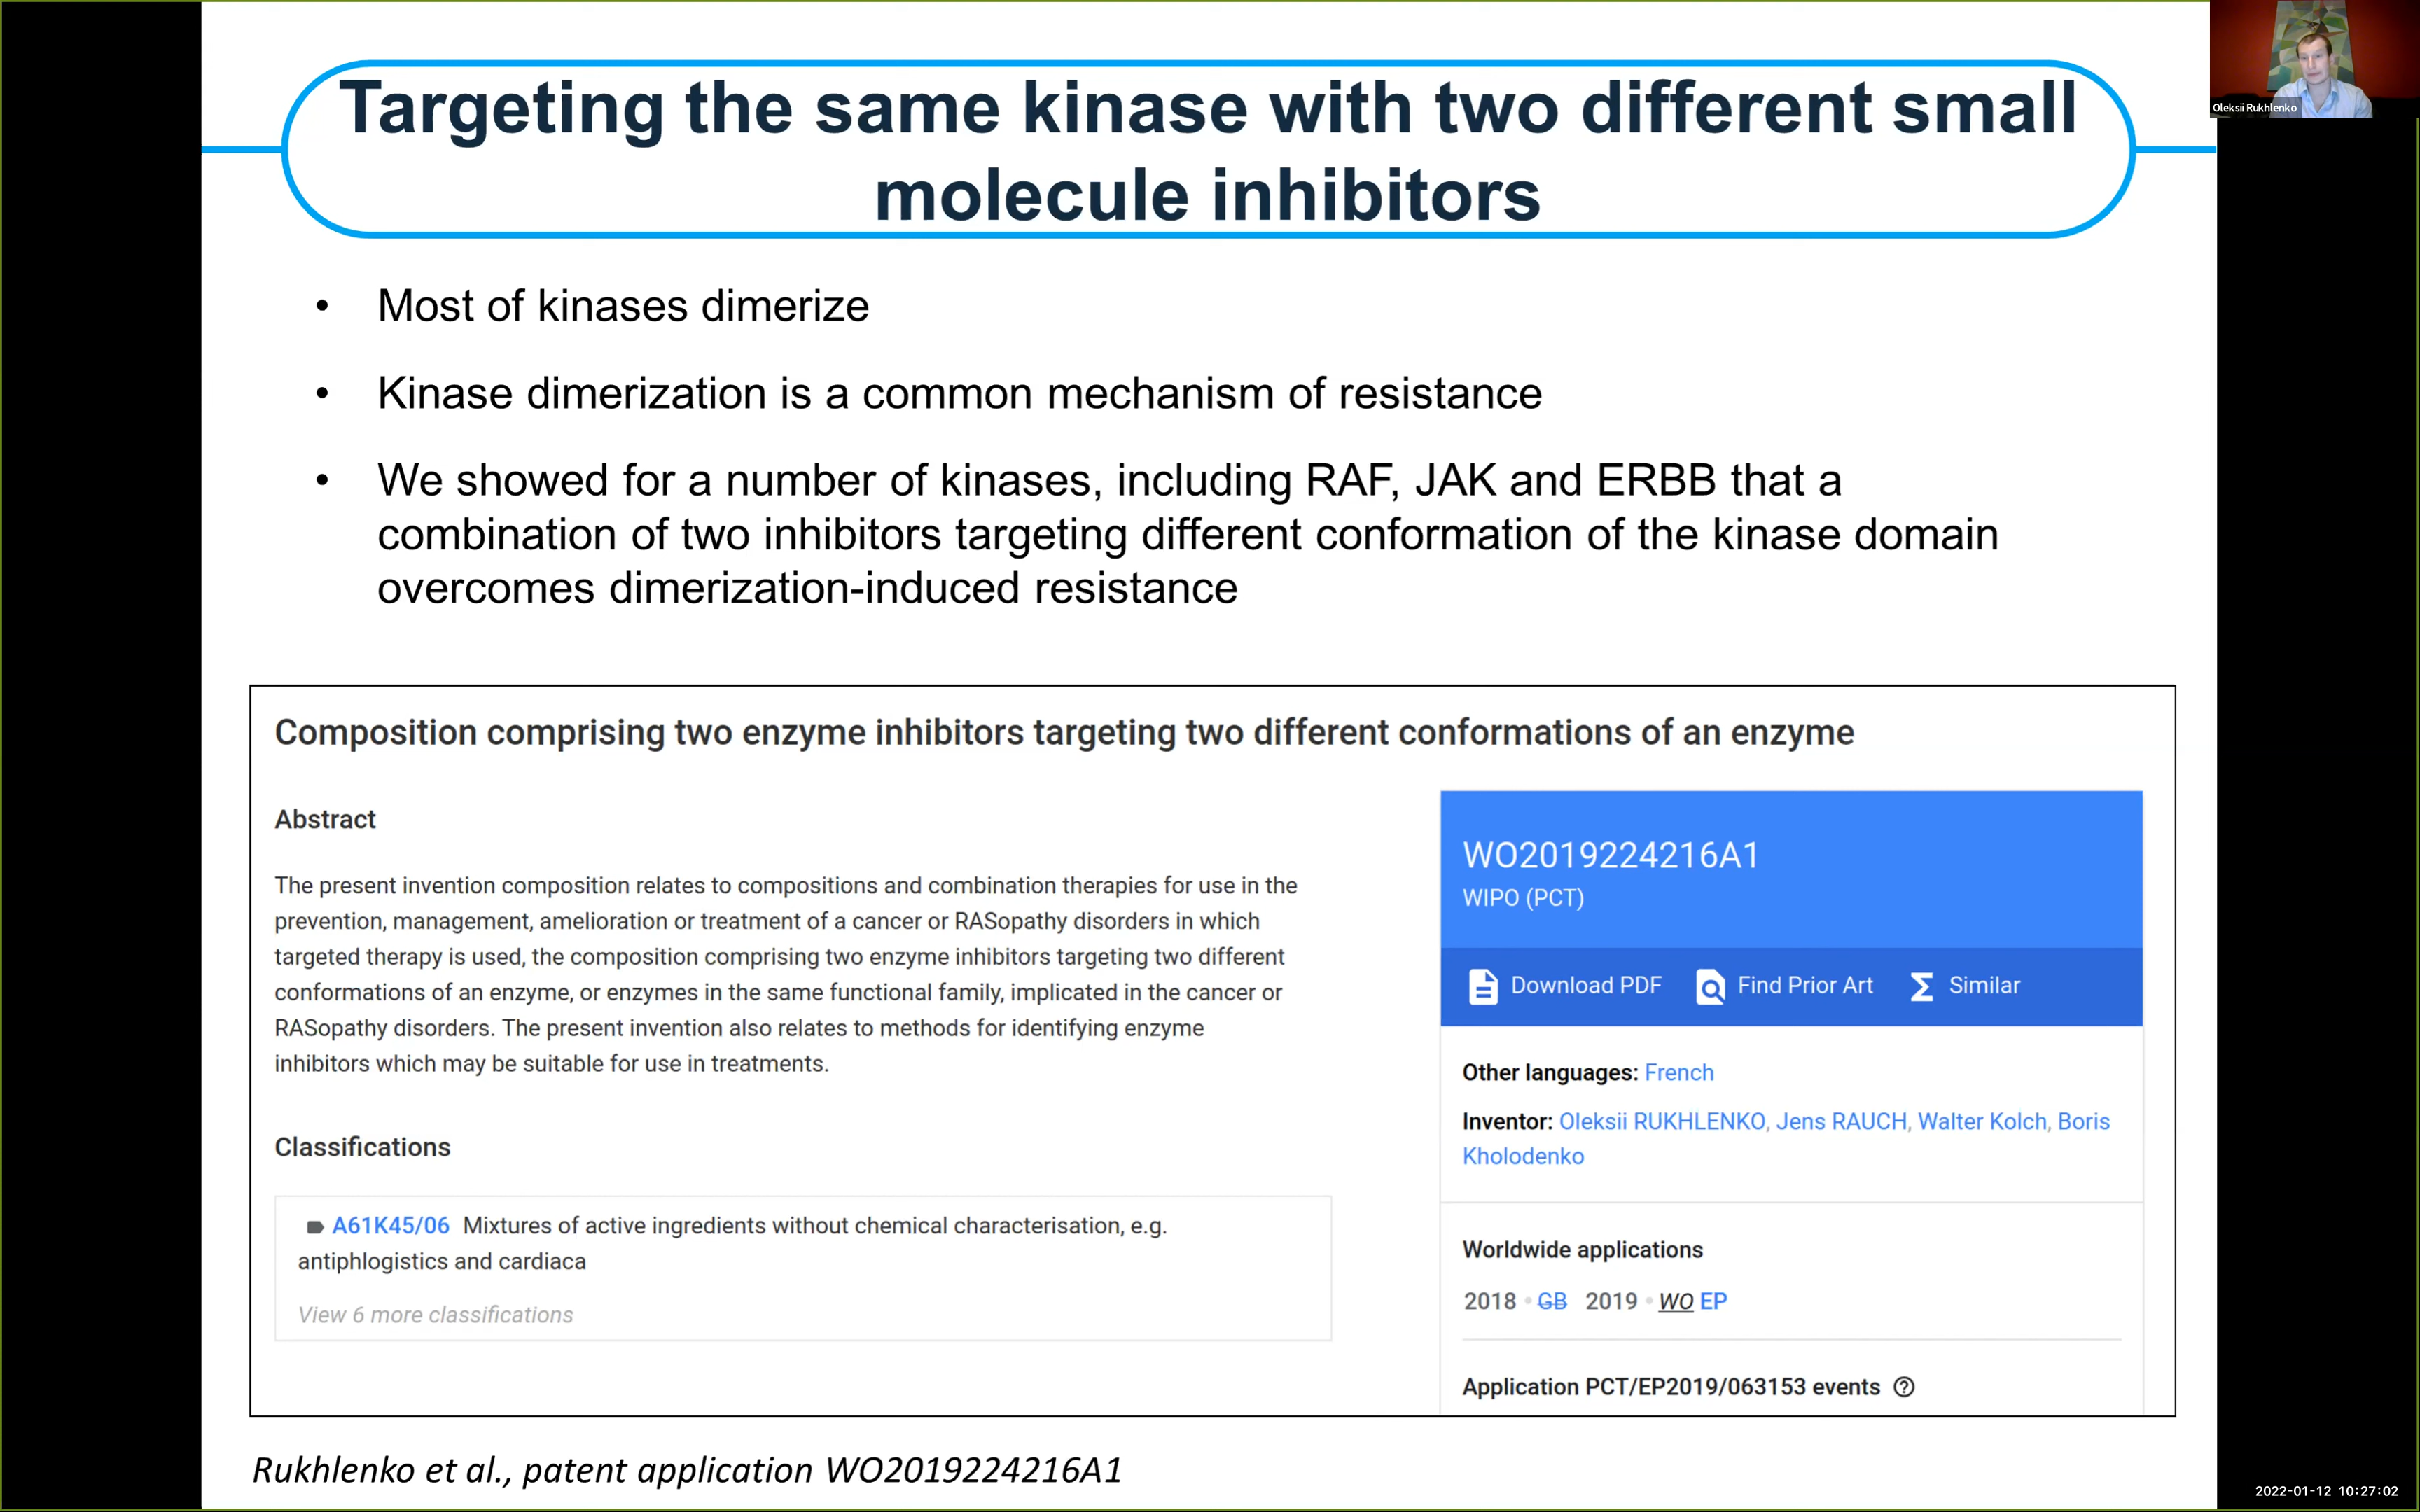 Targeting the same kinase with two different small
molecule inhibitors
Oleksii Rukhlenko
• Most of kinases dimerize
• Kinase dimerization is a common mechanism of resistance
• We showed for a number of kinases, including RAF, JAK and ERBB that a
combination of two inhibitors targeting different conformation of the kinase domain
overcomes dimerization-induced resistance
Composition comprising two enzyme inhibitors targeting two different conformations of an enzyme
Abstract
The present invention composition relates to compositions and combination therapies for use in the
prevention, management, amelioration or treatment of a cancer or RASopathy disorders in which
targeted therapy is used, the composition comprising two enzyme inhibitors targeting two different
conformations of an enzyme, or enzymes in the same functional family, implicated in the cancer or
RASopathy disorders. The present invention also relates to methods for identifying enzyme
inhibitors which may be suitable for use in treatments.
Classifications
A61K45/06 Mixtures of active ingredients without chemical characterisation, e.g.
antiphlogistics and cardiaca
View 6 more classifications
WO2019224216A1
WIPO (PCT)
Download PDF Find Prior Art Similar
Other languages: French
Inventor: Oleksii RUKHLENKO, Jens RAUCH, Walter Kolch, Boris
Kholodenko
Worldwide applications
2018 • GB 2019 • WO EP
Application PCT/EP2019/063153 events
Rukhlenko et al., patent application WO2019224216A1
2022-01-12 10:27:02